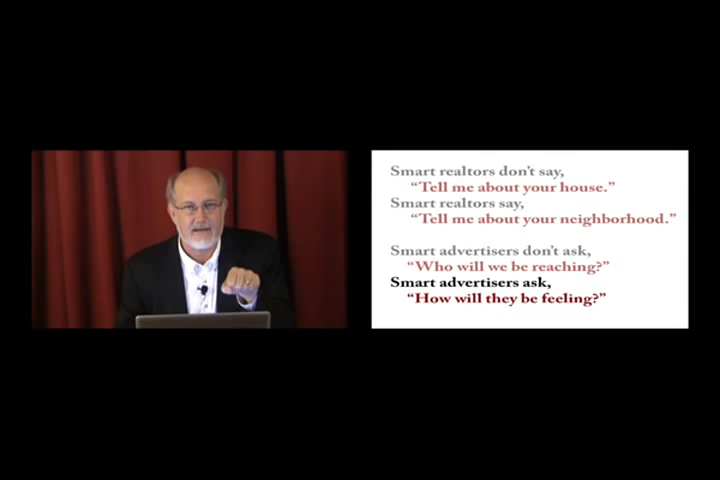 Smart realtors don't say,
“Tell me about your house.”
Smart realtors say,
“Tell me about your neighborhood.”
Smart advertisers don't ask,
“Who will we be reaching?”
Smart advertisers ask,
“How will they be feeling?”